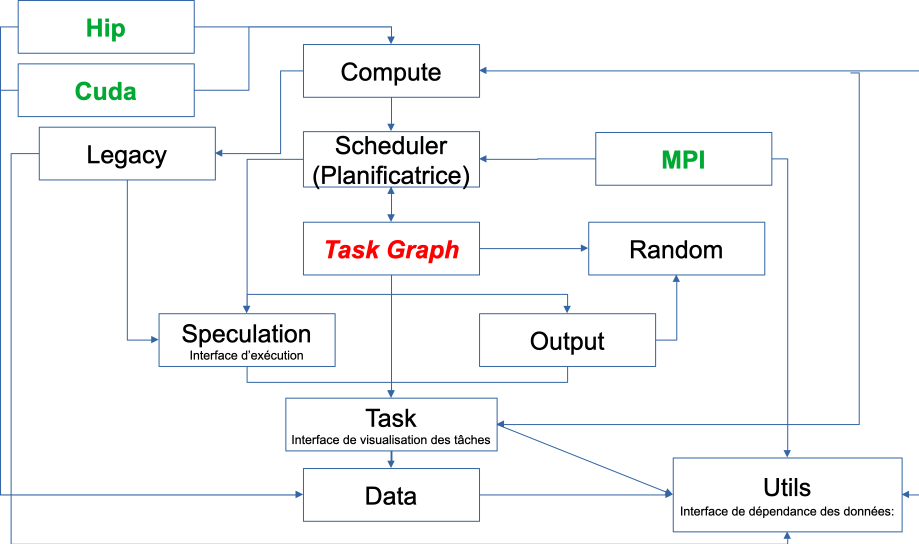 Hip
Compute
Cuda
Legacy
Scheduler
(Planificatrice)
MPI
Task Graph
Random
Speculation
Interface d'exécution
Output
Task
Interface de visualisation des tâches
Data
Utils
Interface de dépendance des données: